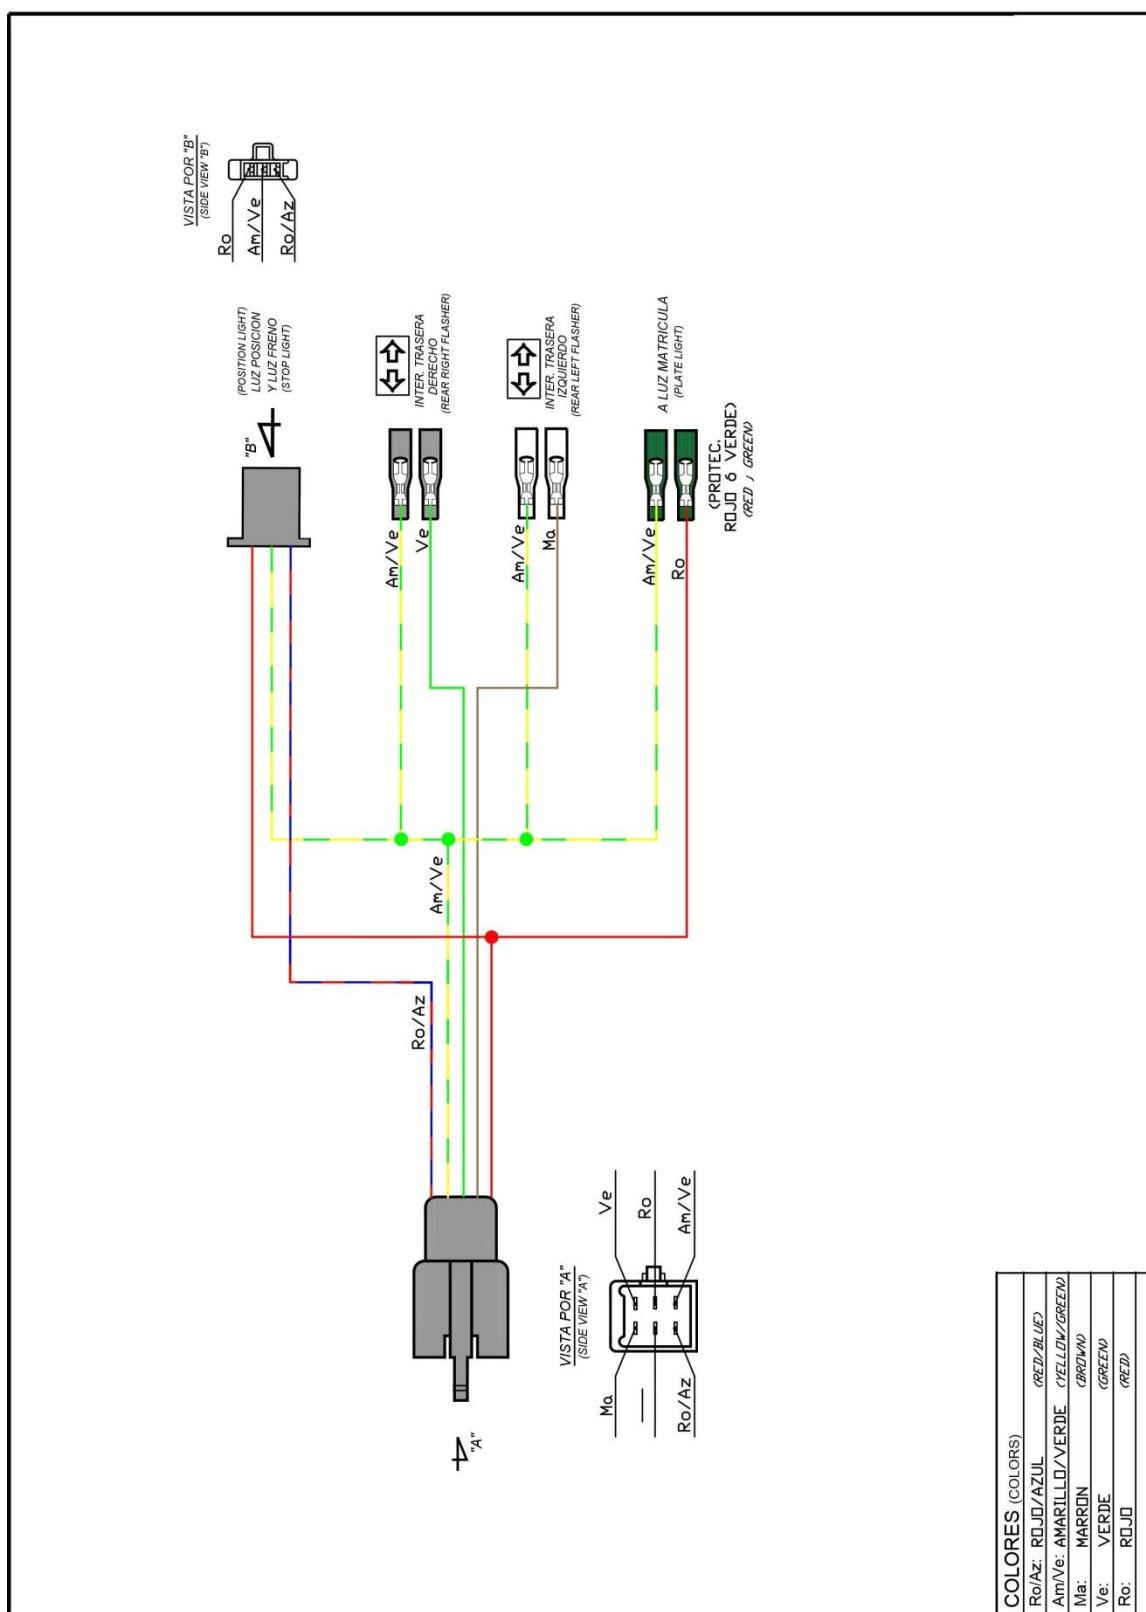 VISTA POR "B"
(SIDE VIEW "B")
Ro
Am/Ve
Ro/Az
(POSITION LIGHT)
LUZ POSICION
Y LUZ FRENO
(STOP LIGHT)
"B"
INTER. TRASERA
DERECHO
(REAR RIGHT FLASHER)
Am/Ve
Ve
INTER. TRASERA
IZQUIERDO
(REAR LEFT FLASHER)
Am/Ve
Ma
A LUZ MATRICULA
(PLATE LIGHT)
Am/Ve
Ro
(PROTEC.
ROJO ó VERDE)
(RED / GREEN)
Am/Ve
Ro/Az
"A"
VISTA POR "A"
(SIDE VIEW "A")
Ve
Ro
Am/Ve
Ma
Ro/Az
COLORES (COLORS)
Ro/Az: ROJO/AZUL (RED/BLUE)
Am/Ve: AMARILLO/VERDE (YELLOW/GREEN)
Ma: MARRON (BROWN)
Ve: VERDE (GREEN)
Ro: ROJO (RED)